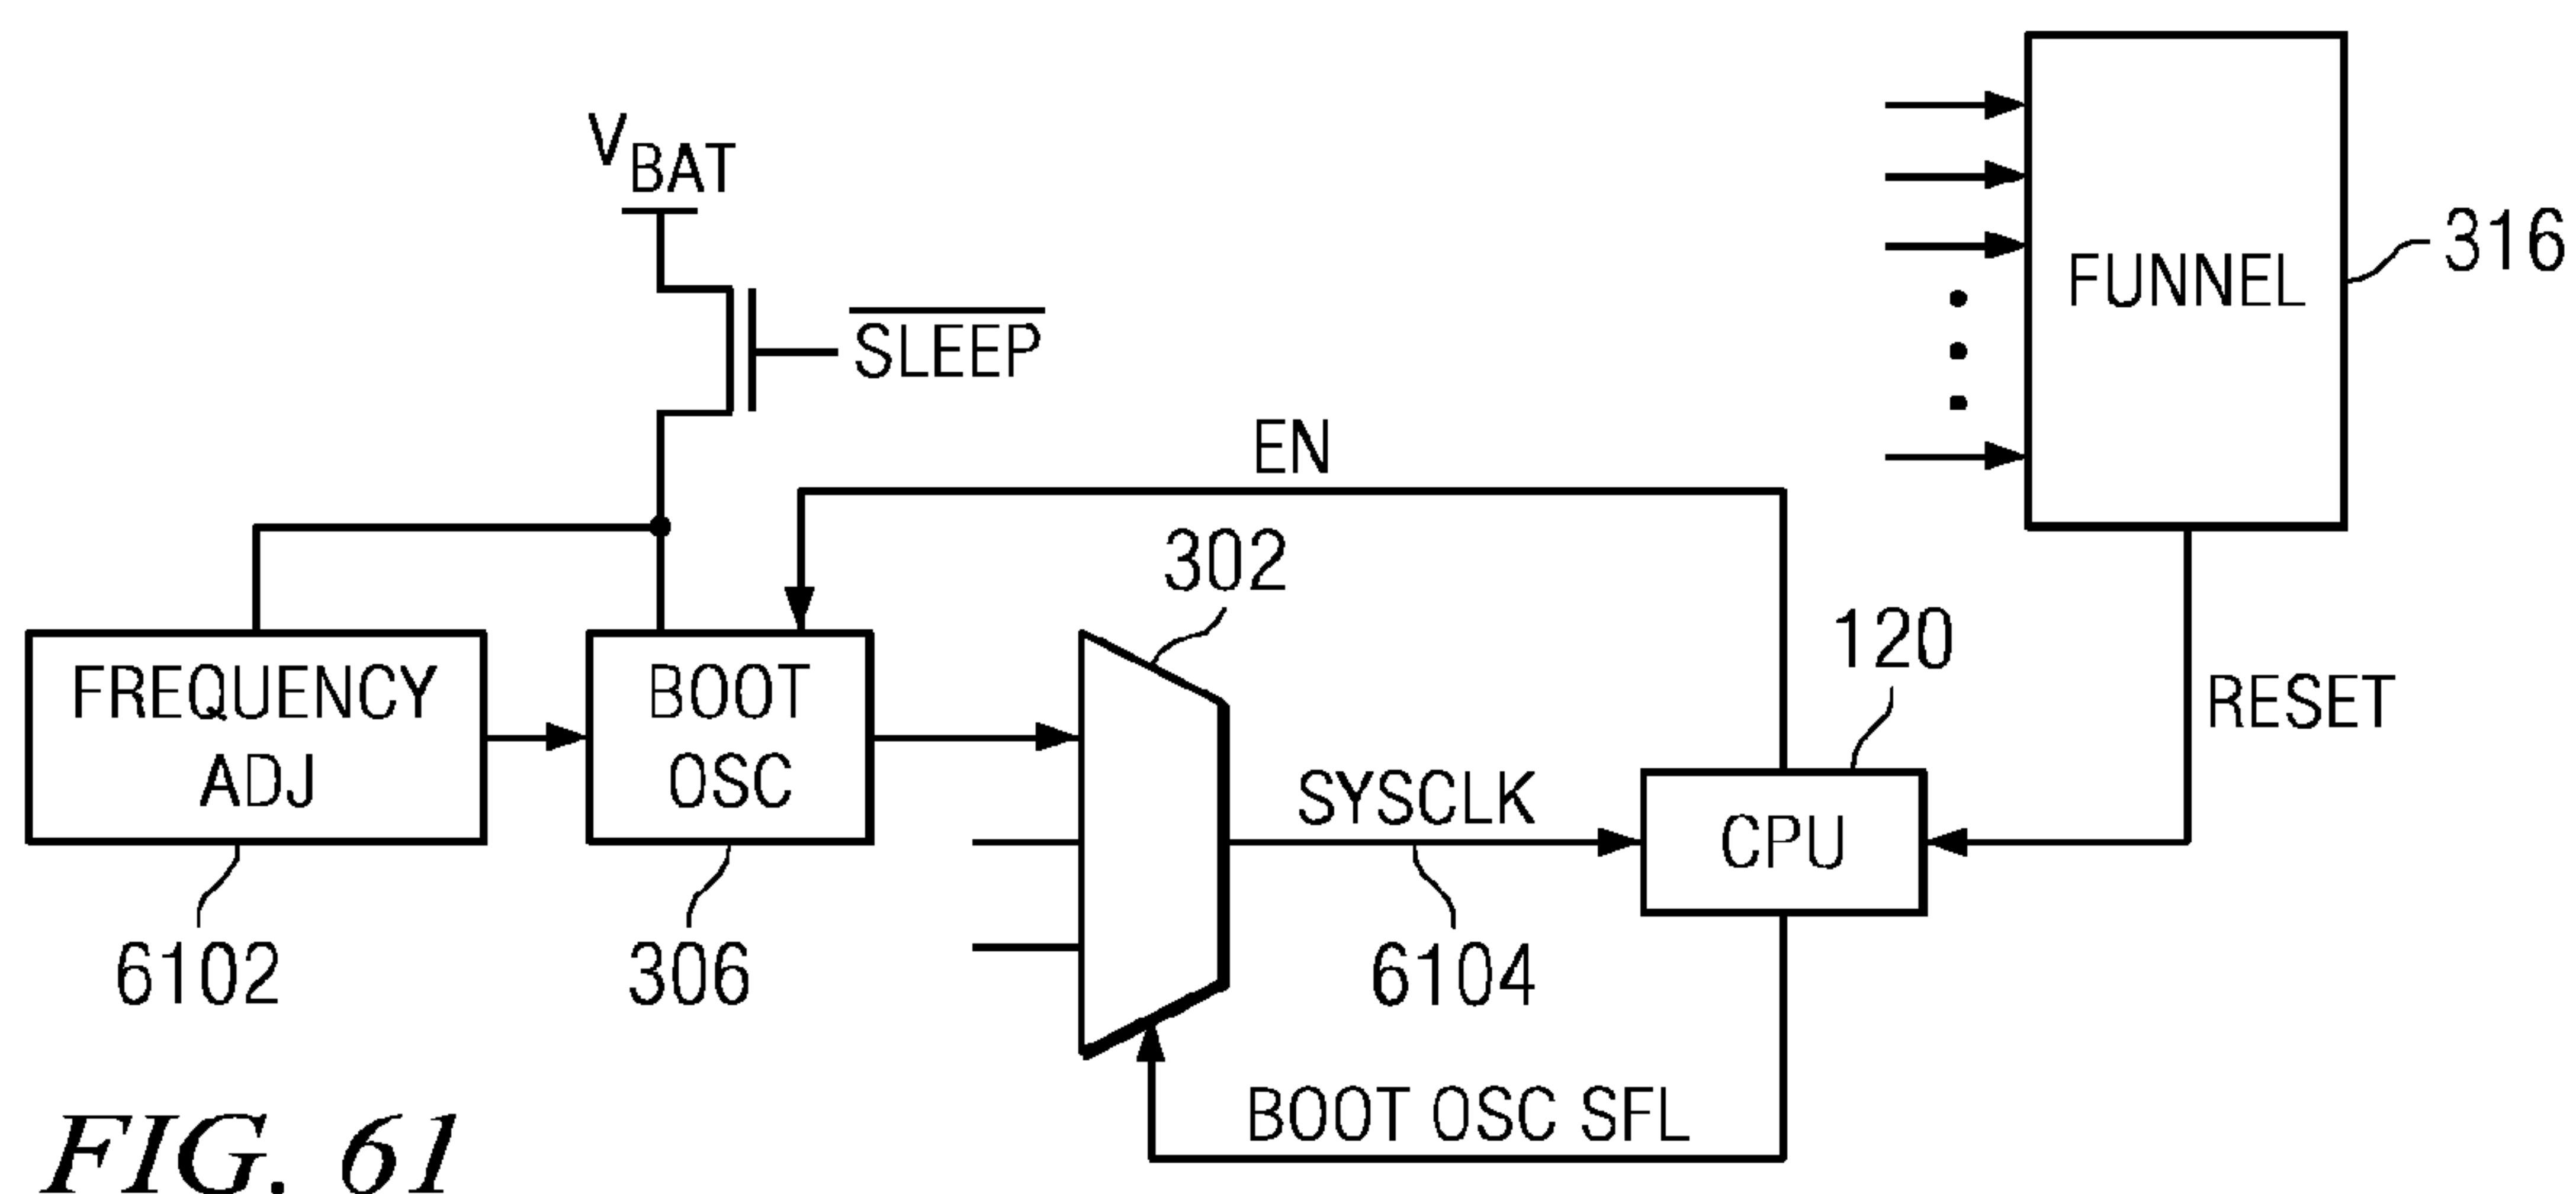 V
BAT
SLEEP
FUNNEL
316
EN
302
120
RESET
FREQUENCY
ADJ
BOOT
OSC
SYSCLK
CPU
6102
306
6104
BOOT OSC SFL
FIG. 61